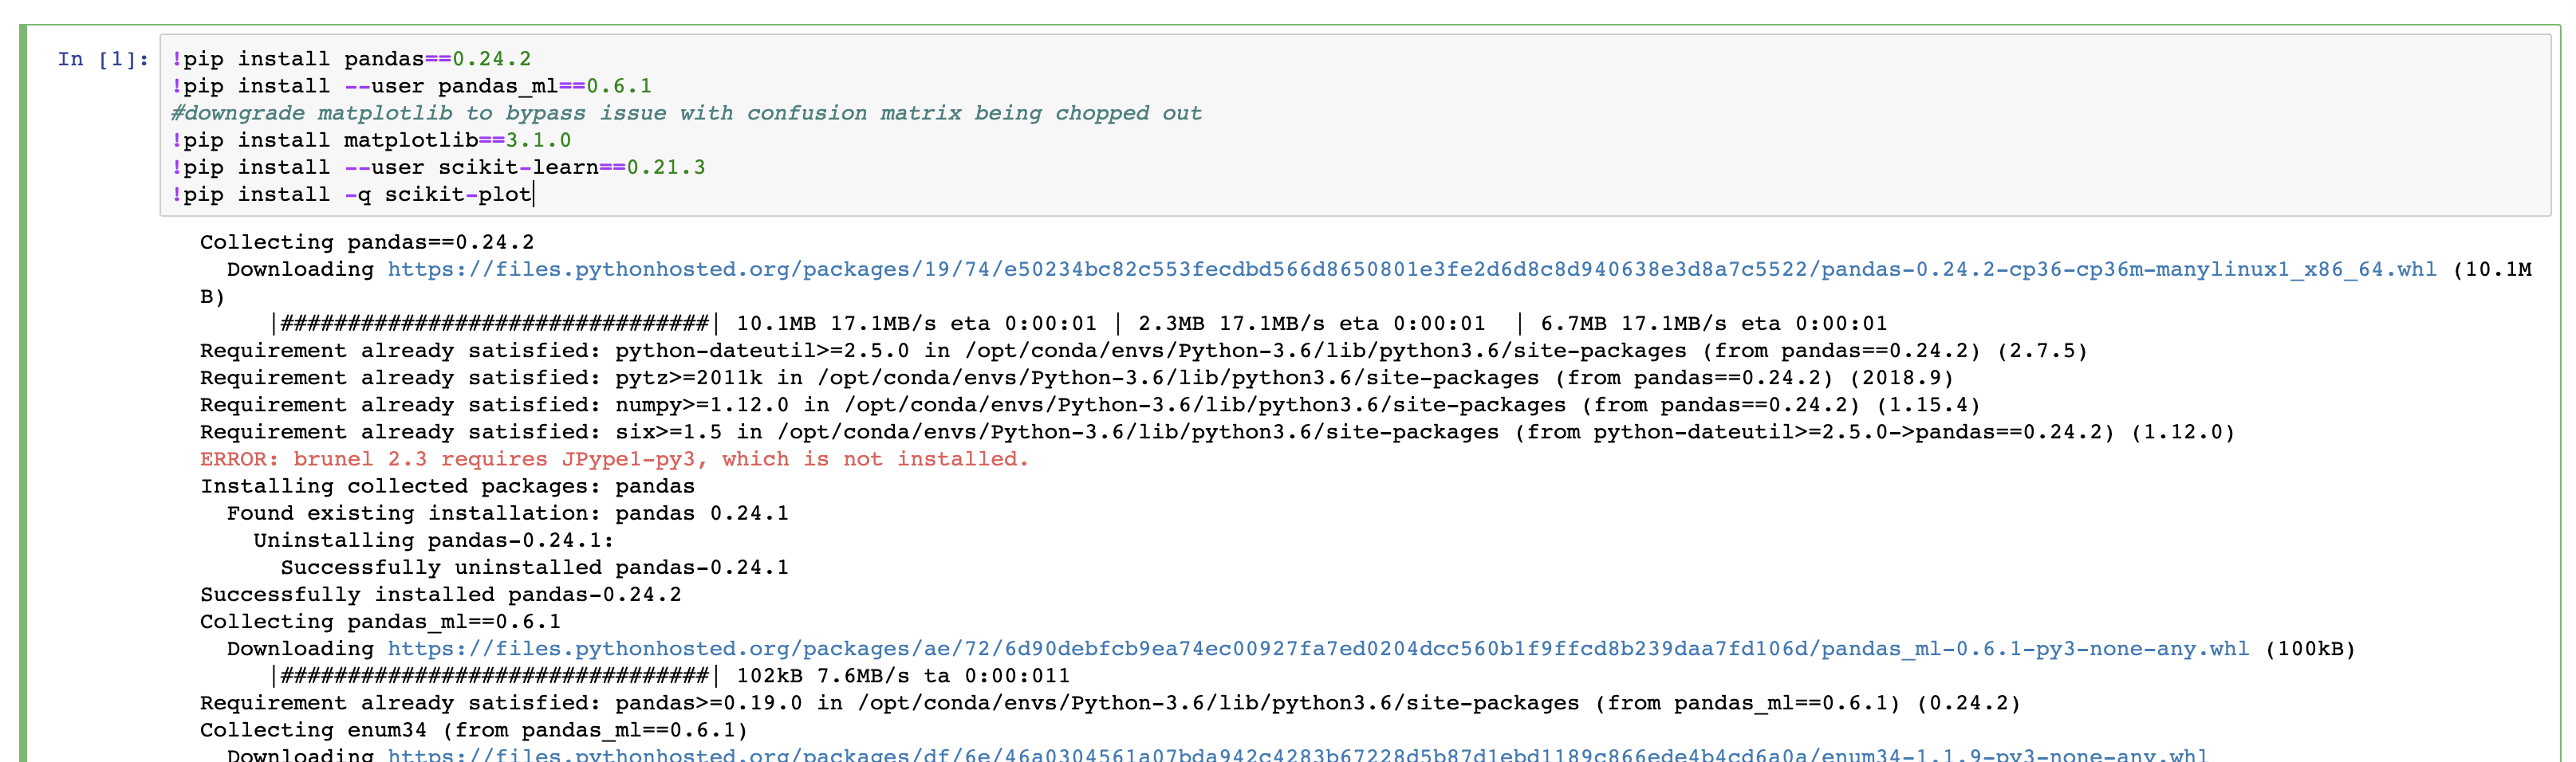 In [1]: !pip install pandas==0.24.2
!pip install --user pandas_ml==0.6.1
#downgrade matplotlib to bypass issue with confusion matrix being chopped out
!pip install matplotlib==3.1.0
!pip install --user scikit-learn==0.21.3
!pip install -q scikit-plot
Collecting pandas==0.24.2
Downloading https://files.pythonhosted.org/packages/19/74/e50234bc82c553fecdbd566d8650801e3fe2d6d8c8d940638e3d8a7c5522/pandas-0.24.2-cp36-cp36m-manylinux1_x86_64.whl (10.1M
B)
|################################| 10.1MB 17.1MB/s eta 0:00:01 | 2.3MB 17.1MB/s eta 0:00:01 | 6.7MB 17.1MB/s eta 0:00:01
Requirement already satisfied: python-dateutil>=2.5.0 in /opt/conda/envs/Python-3.6/lib/python3.6/site-packages (from pandas==0.24.2) (2.7.5)
Requirement already satisfied: pytz>=2011k in /opt/conda/envs/Python-3.6/lib/python3.6/site-packages (from pandas==0.24.2) (2018.9)
Requirement already satisfied: numpy>=1.12.0 in /opt/conda/envs/Python-3.6/lib/python3.6/site-packages (from pandas==0.24.2) (1.15.4)
Requirement already satisfied: six>=1.5 in /opt/conda/envs/Python-3.6/lib/python3.6/site-packages (from python-dateutil>=2.5.0->pandas==0.24.2) (1.12.0)
ERROR: brunel 2.3 requires JPype1-py3, which is not installed.
Installing collected packages: pandas
Found existing installation: pandas 0.24.1
Uninstalling pandas-0.24.1:
Successfully uninstalled pandas-0.24.1
Successfully installed pandas-0.24.2
Collecting pandas_ml==0.6.1
Downloading https://files.pythonhosted.org/packages/ae/72/6d90debfcb9ea74ec00927fa7ed0204dcc560b1f9ffcd8b239daa7fd106d/pandas_ml-0.6.1-py3-none-any.whl (100kB)
|################################| 102kB 7.6MB/s ta 0:00:011
Requirement already satisfied: pandas>=0.19.0 in /opt/conda/envs/Python-3.6/lib/python3.6/site-packages (from pandas_ml==0.6.1) (0.24.2)
Collecting enum34 (from pandas_ml==0.6.1)
Downloading https://files.pythonhosted.org/packages/df/6e/46a0304561a07bda942c4283b67228d5b87d1ebd1189c866ede4b4cd6a0a/enum34-1.1.9-py3-none-any.whl